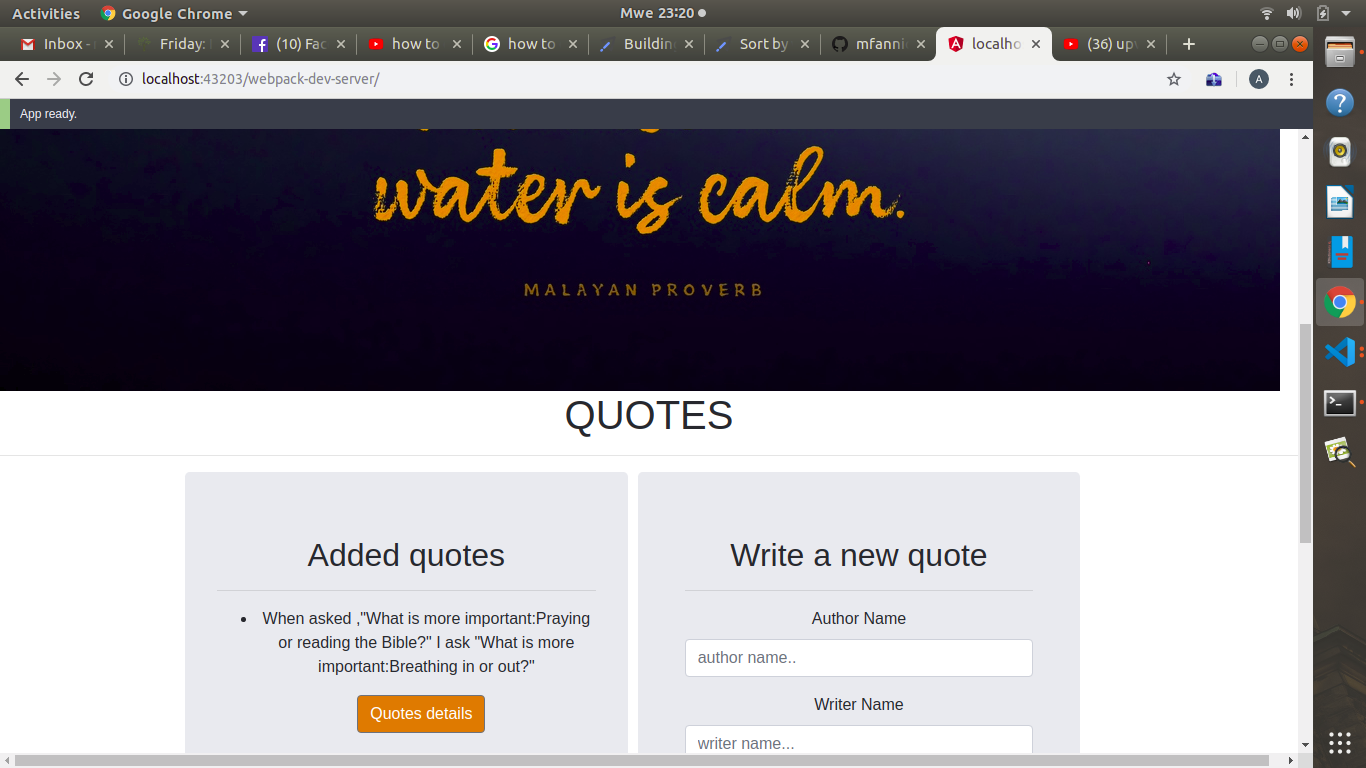 Activities
Google Chrome
Mwe 23:20
Inbox -
Friday:
(10) Fac
how to
how to
Building
Sort by
mfannie
localho
(36) upv
localhost:43203/webpack-dev-server/
A
App ready.
water is calm.
MALAYAN PROVERB
QUOTES
Added quotes
When asked ,"What is more important:Praying
or reading the Bible?" I ask "What is more
important:Breathing in or out?"
Quotes details
Write a new quote
Author Name
author name..
Writer Name
writer name...